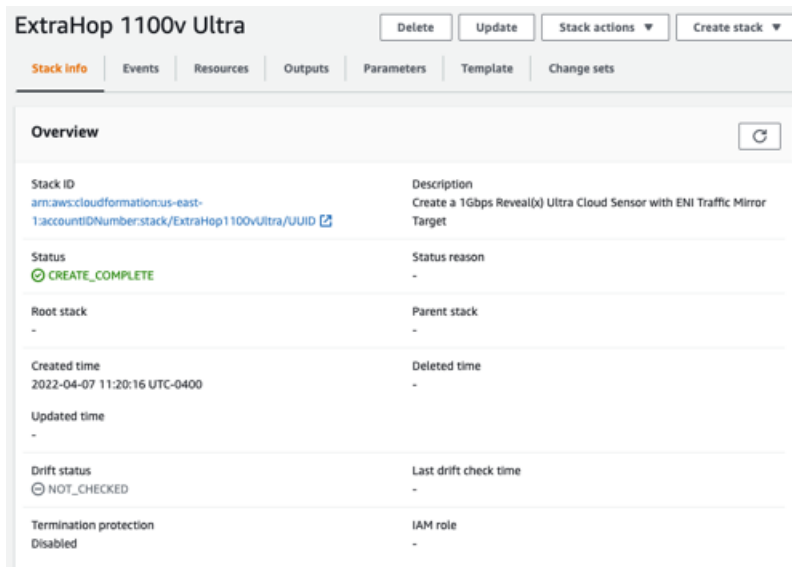 ExtraHop 1100v Ultra
Delete
Update
Stack actions
Create stack
Stack info
Events
Resources
Outputs
Parameters
Template
Change sets
Overview
Stack ID
arn:aws:cloudformation:us-east-
1:accountIDNumber:stack/ExtraHop1100vUltra/UUID
Description
Create a 1Gbps Reveal(x) Ultra Cloud Sensor with ENI Traffic Mirror
Target
Status
CREATE_COMPLETE
Status reason
-
Root stack
-
Parent stack
-
Created time
2022-04-07 11:20:16 UTC-0400
Deleted time
-
Updated time
-
Drift status
NOT_CHECKED
Last drift check time
-
Termination protection
Disabled
IAM role
-